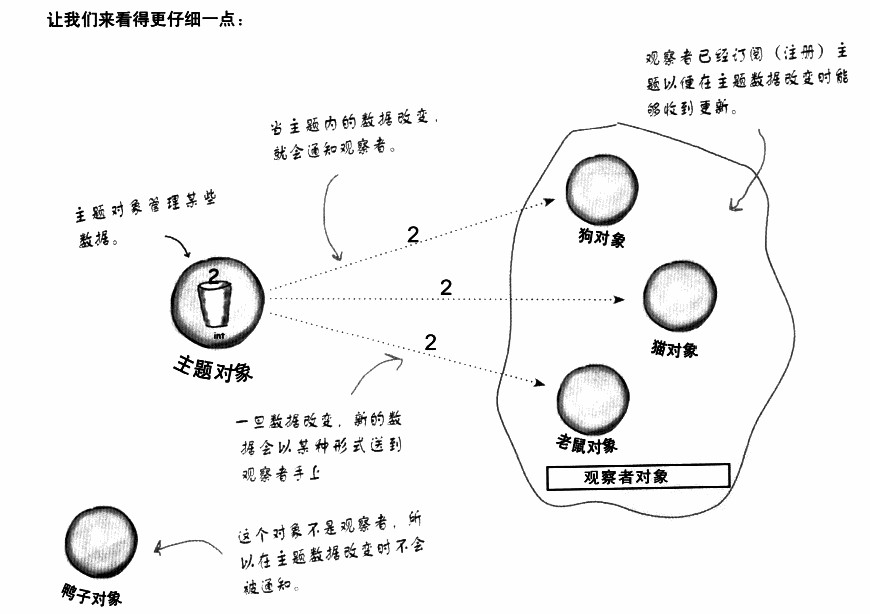 让我们来看得更仔细一点：
观察者已经订阅（注册）主
题以便在主题数据改变时能
够收到更新。
当主题内的数据改变，
就会通知观察者。
主题对象管理某些
数据。
2
int
主题对象
2
2
2
狗对象
猫对象
老鼠对象
观察者对象
一旦数据改变，新的数
据会以某种形式送到
观察者手上
这个对象不是观察者，所
以在主题数据改变时不会
被通知。
鸭子对象